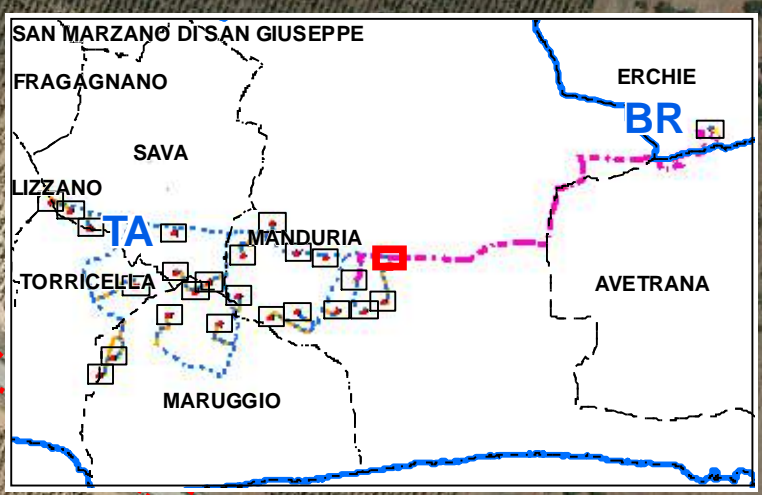 SAN MARZANO DI SAN GIUSEPPE
FRAGAGNANO
ERCHIE
BR
SAVA
LIZZANO
TA
MANDURIA
TORRICELLA
AVETRANA
MARUGGIO